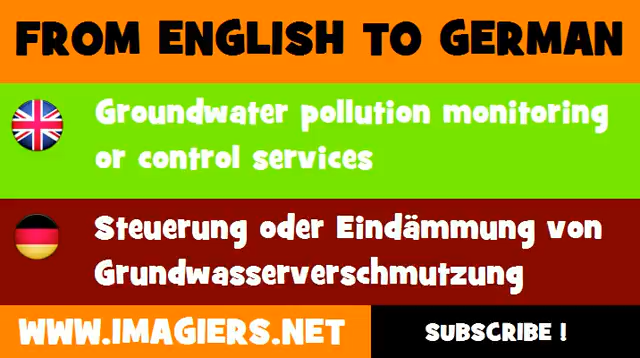 FROM ENGLISH TO GERMAN
Groundwater pollution monitoring
or control services
Steuerung oder Eindämmung von
Grundwasserverschmutzung
WWW.IMAGIERS.NET
SUBSCRIBE !